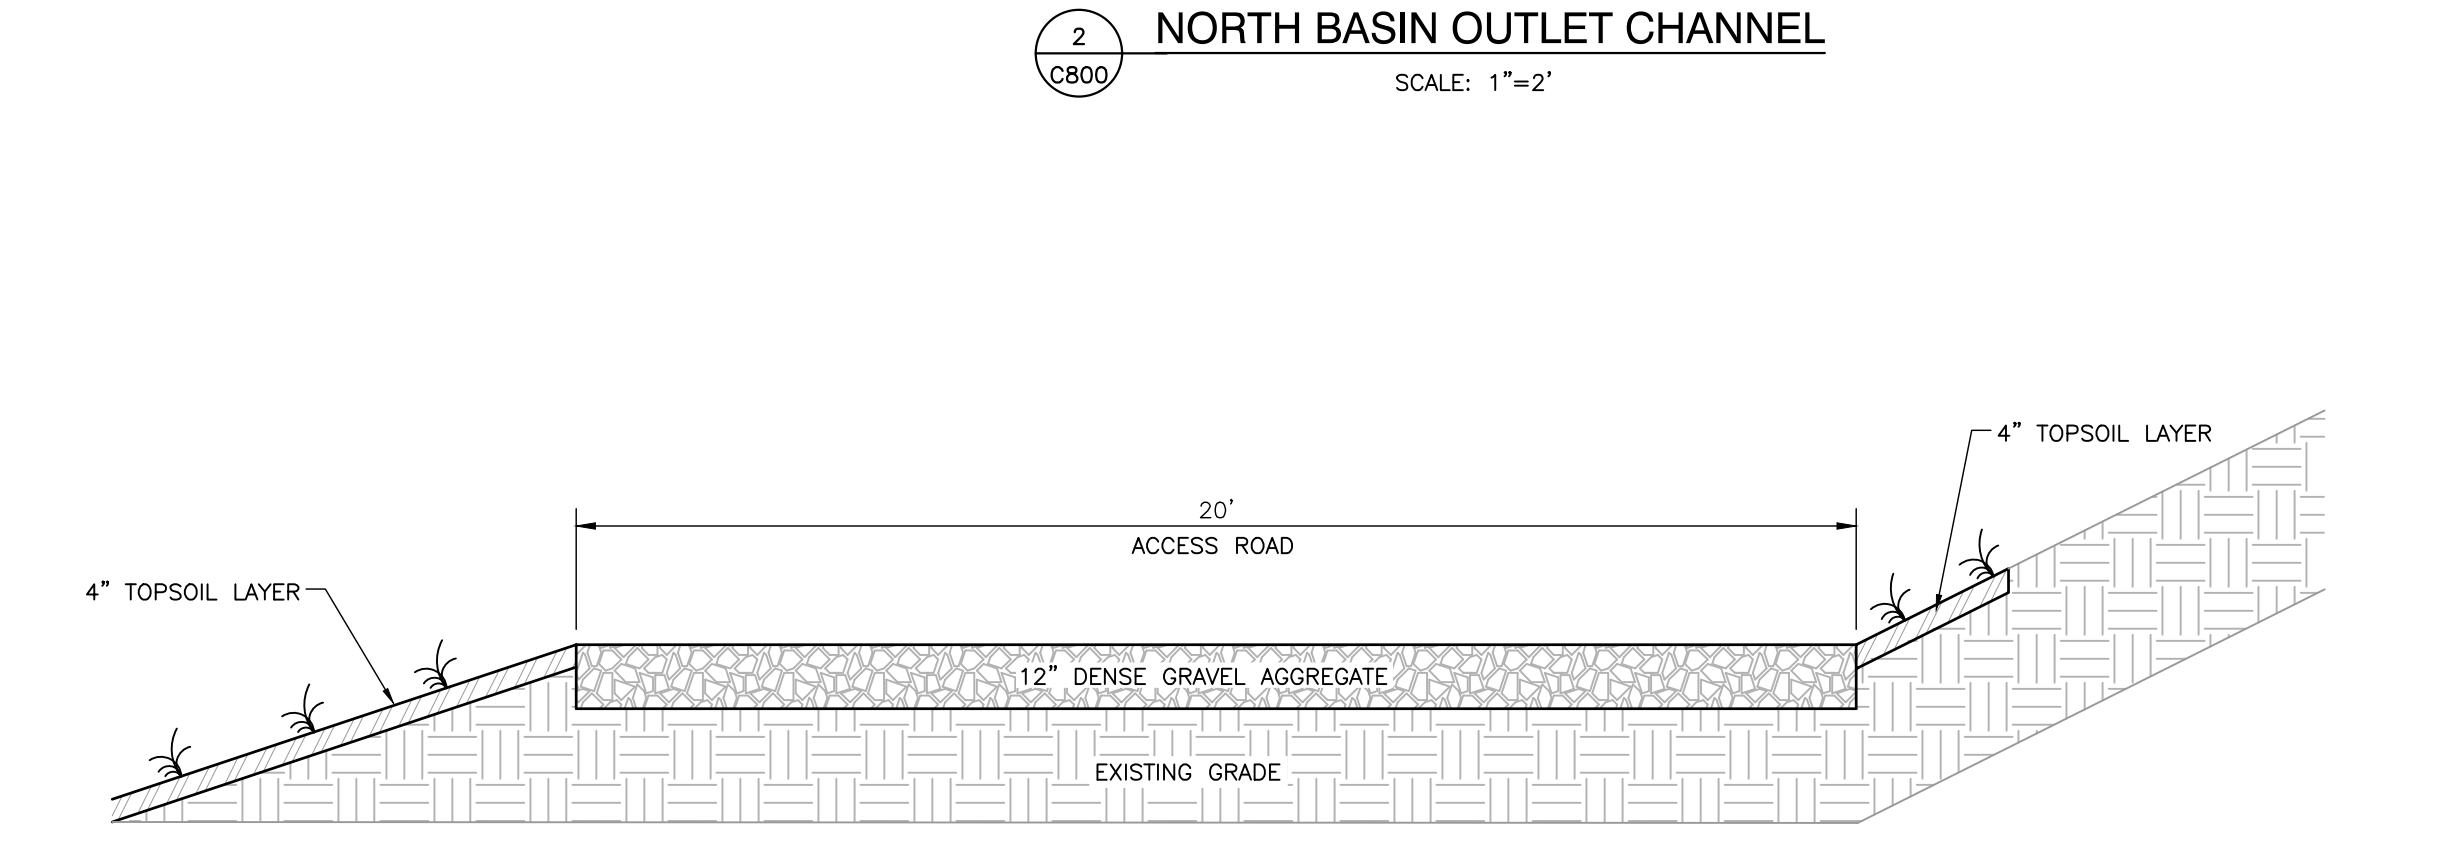 2
C800
NORTH BASIN OUTLET CHANNEL
SCALE: 1"=2'
4" TOPSOIL LAYER
20'
ACCESS ROAD
4" TOPSOIL LAYER
12" DENSE GRAVEL AGGREGATE
EXISTING GRADE